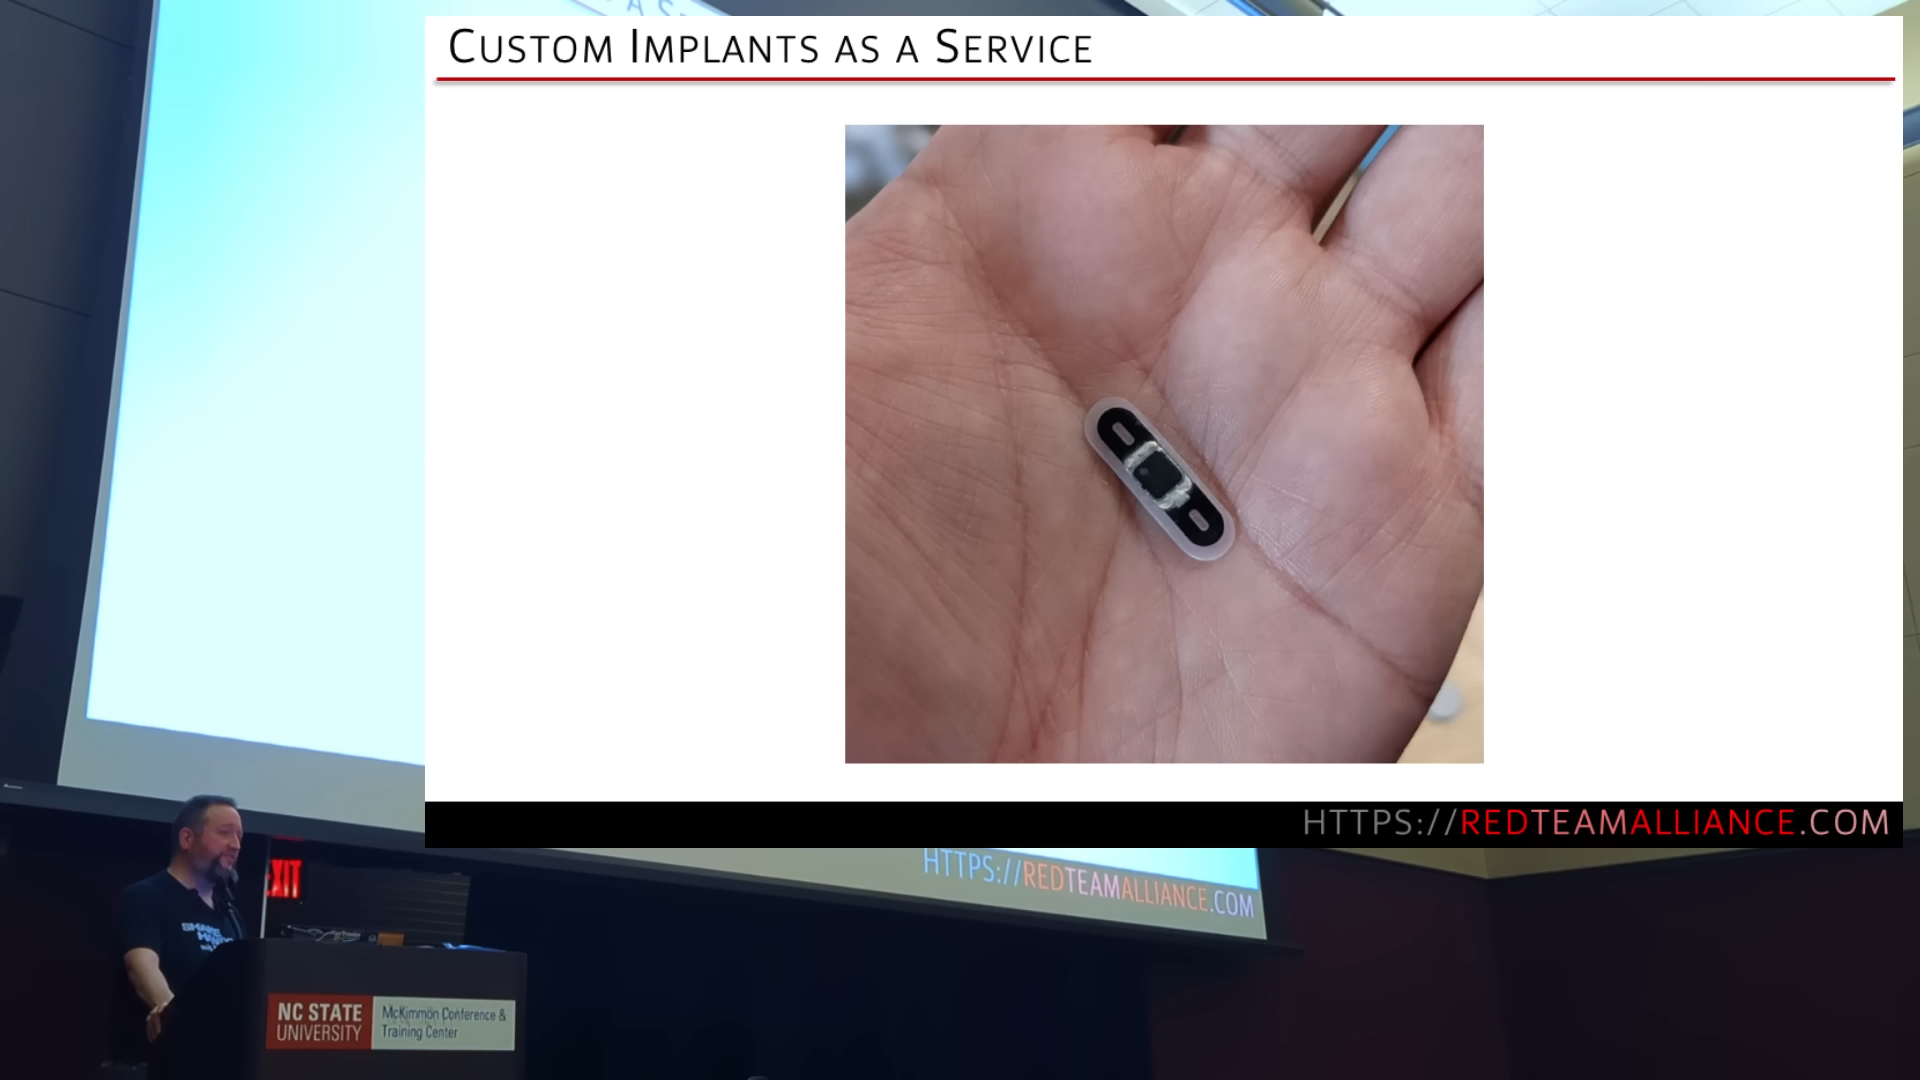 CUSTOM IMPLANTS AS A SERVICE
HTTPS://REDTEAMALLIANCE.COM
HTTPS://REDTEAMALLIANCE.COM
EXIT
NC STATE
UNIVERSITY
McKimmon Conference &
Training Center